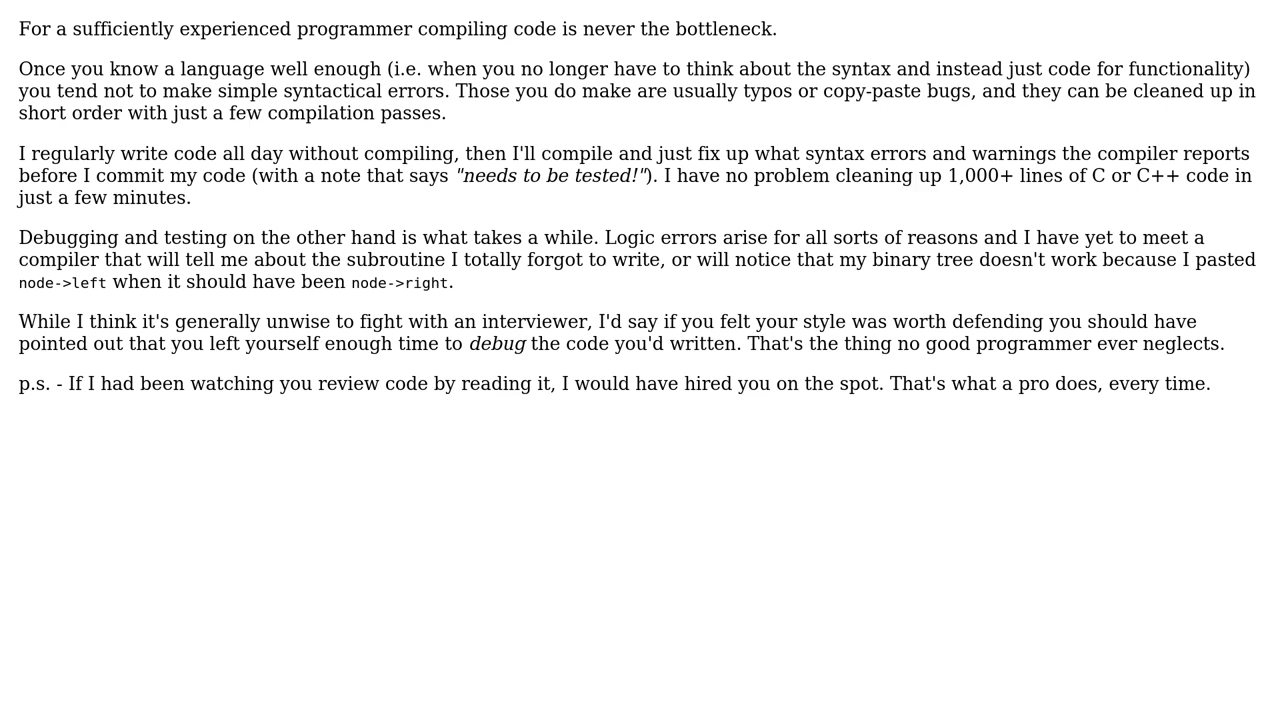 For a sufficiently experienced programmer compiling code is never the bottleneck.
Once you know a language well enough (i.e. when you no longer have to think about the syntax and instead just code for functionality)
you tend not to make simple syntactical errors. Those you do make are usually typos or copy-paste bugs, and they can be cleaned up in
short order with just a few compilation passes.
I regularly write code all day without compiling, then I'll compile and just fix up what syntax errors and warnings the compiler reports
before I commit my code (with a note that says "needs to be tested!"). I have no problem cleaning up 1,000+ lines of C or C++ code in
just a few minutes.
Debugging and testing on the other hand is what takes a while. Logic errors arise for all sorts of reasons and I have yet to meet a
compiler that will tell me about the subroutine I totally forgot to write, or will notice that my binary tree doesn't work because I pasted
node->left when it should have been node->right.
While I think it's generally unwise to fight with an interviewer, I'd say if you felt your style was worth defending you should have
pointed out that you left yourself enough time to debug the code you'd written. That's the thing no good programmer ever neglects.
p.s. - If I had been watching you review code by reading it, I would have hired you on the spot. That's what a pro does, every time.